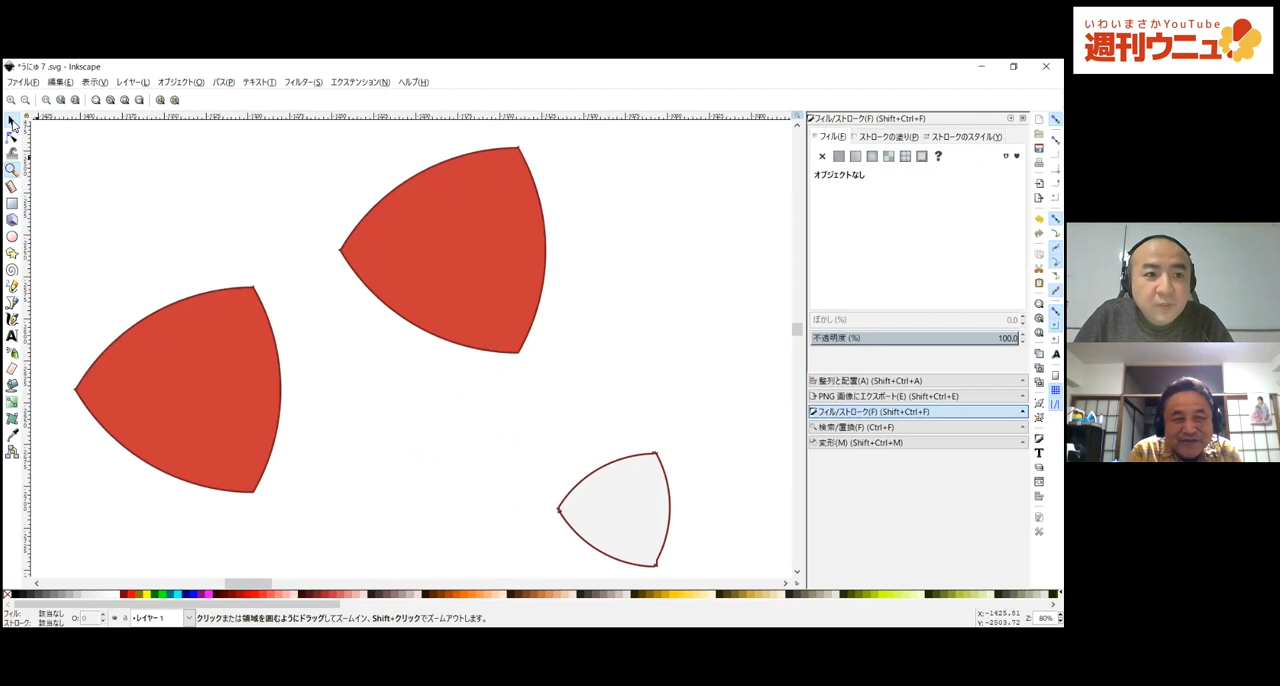 いわいまさかYouTube
週刊ウニュ
*うにゅ７.svg - Inkscape
ファイル(F) 編集(E) 表示(V) レイヤー(L) オブジェクト(O) パス(P) テキスト(T) フィルター(S) エクステンション(N) ヘルプ(H)
フィル/ストローク(F) (Shift+Ctrl+F)
フィル(F) ストロークの塗り(P) ストロークのスタイル(Y)
?
オブジェクトなし
ぼかし (%) 0.0
不透明度 (%) 100.0
整列と配置(A) (Shift+Ctrl+A)
PNG 画像にエクスポート(E) (Shift+Ctrl+E)
フィル/ストローク(F) (Shift+Ctrl+F)
検索/置換(F) (Ctrl+F)
変形(M) (Shift+Ctrl+M)
フィル: 該当なし
ストローク: 該当なし
O: 0
•レイヤー 1
クリックまたは領域を囲むようにドラッグしてズームイン、Shift+クリックでズームアウトします。
X: -1425.51
Y: -2503.72
Z: 80%